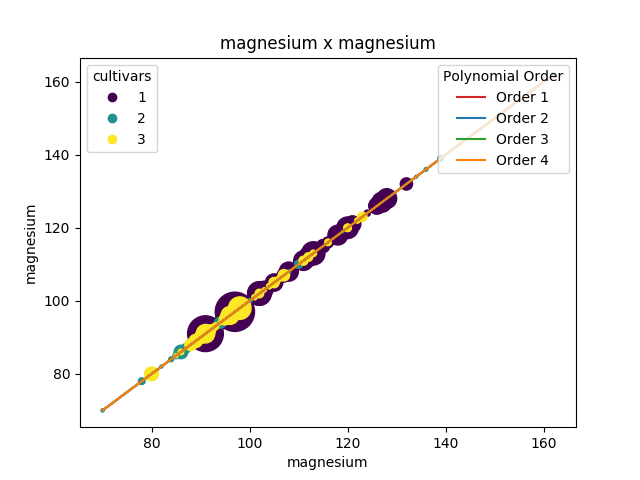 magnesium x magnesium
cultivars
1
2
3
Polynomial Order
Order 1
Order 2
Order 3
Order 4
160
140
120
100
80
magnesium
80
100
120
140
160
magnesium